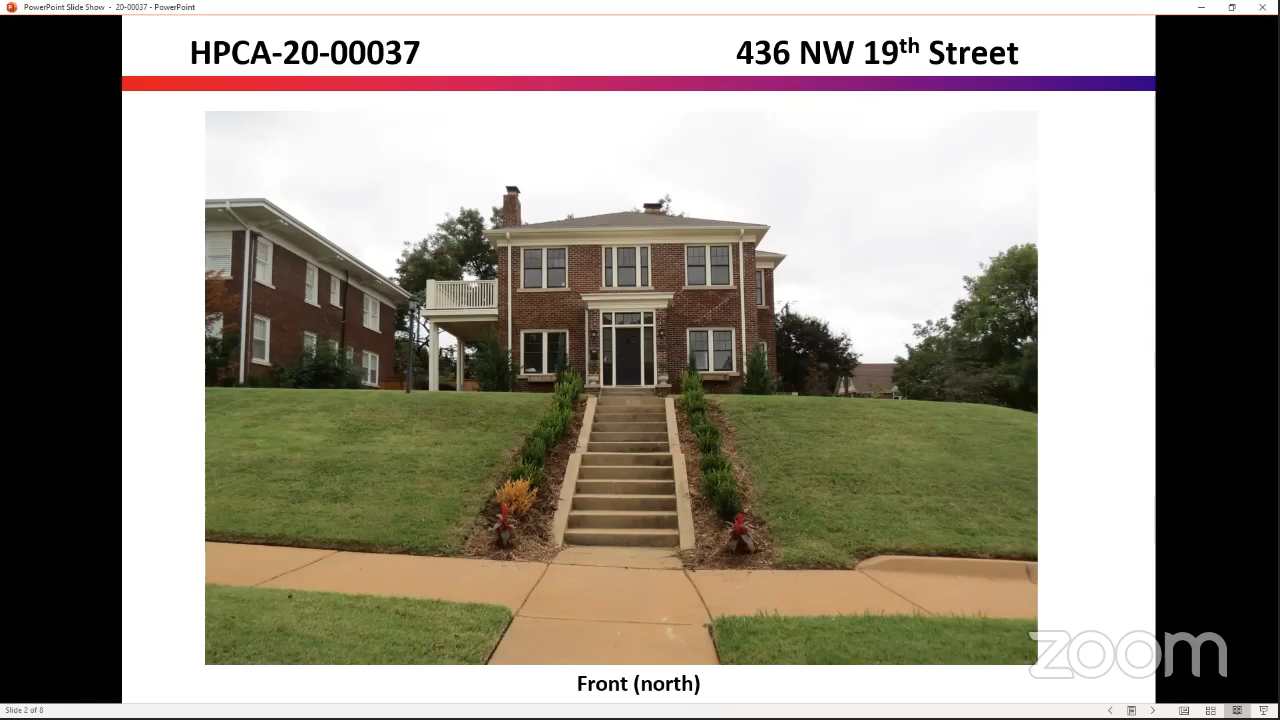 PowerPoint Slide Show - 20-00037 - PowerPoint
HPCA-20-00037
436 NW 19th Street
Front (north)
zoom
Slide 2 of 8